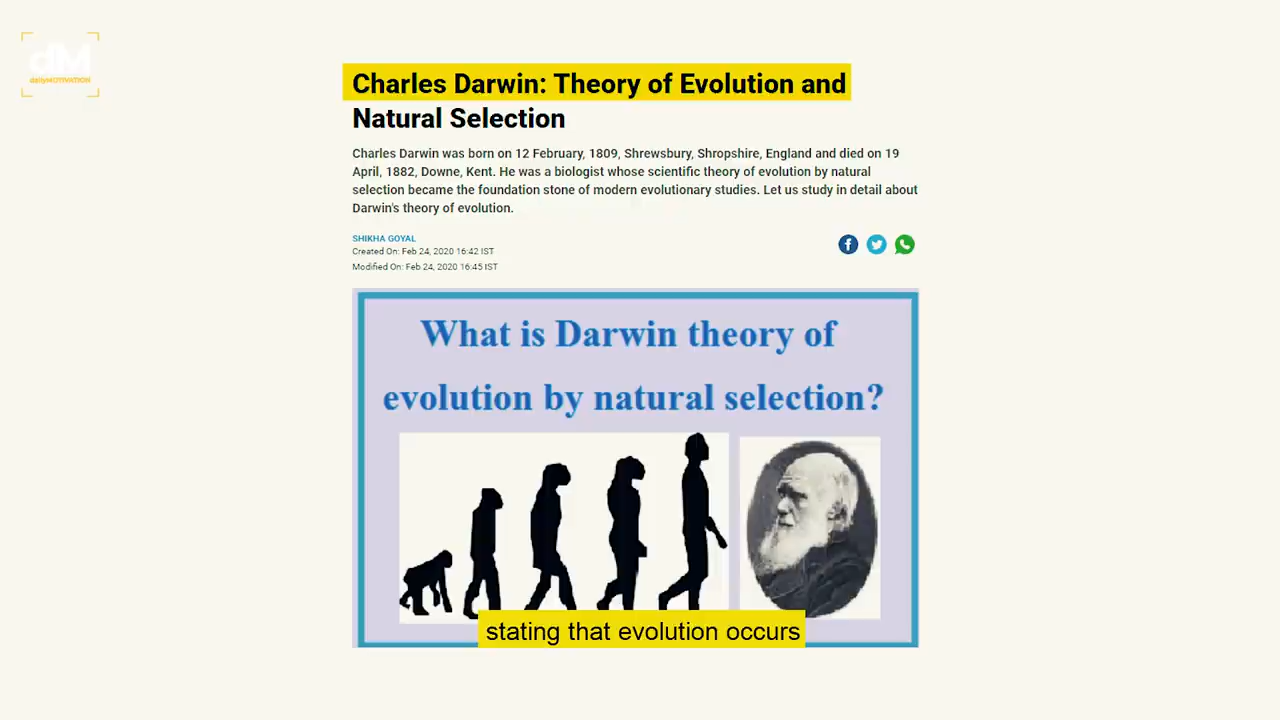 dM
dailyMOTIVATION
Charles Darwin: Theory of Evolution and
Natural Selection
Charles Darwin was born on 12 February, 1809, Shrewsbury, Shropshire, England and died on 19
April, 1882, Downe, Kent. He was a biologist whose scientific theory of evolution by natural
selection became the foundation stone of modern evolutionary studies. Let us study in detail about
Darwin's theory of evolution.
SHIKHA GOYAL
Created On: Feb 24, 2020 16:42 IST
Modified On: Feb 24, 2020 16:45 IST
What is Darwin theory of
evolution by natural selection?
stating that evolution occurs